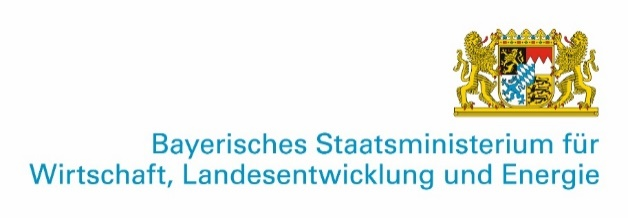 Bayerisches Staatsministerium für
Wirtschaft, Landesentwicklung und Energie